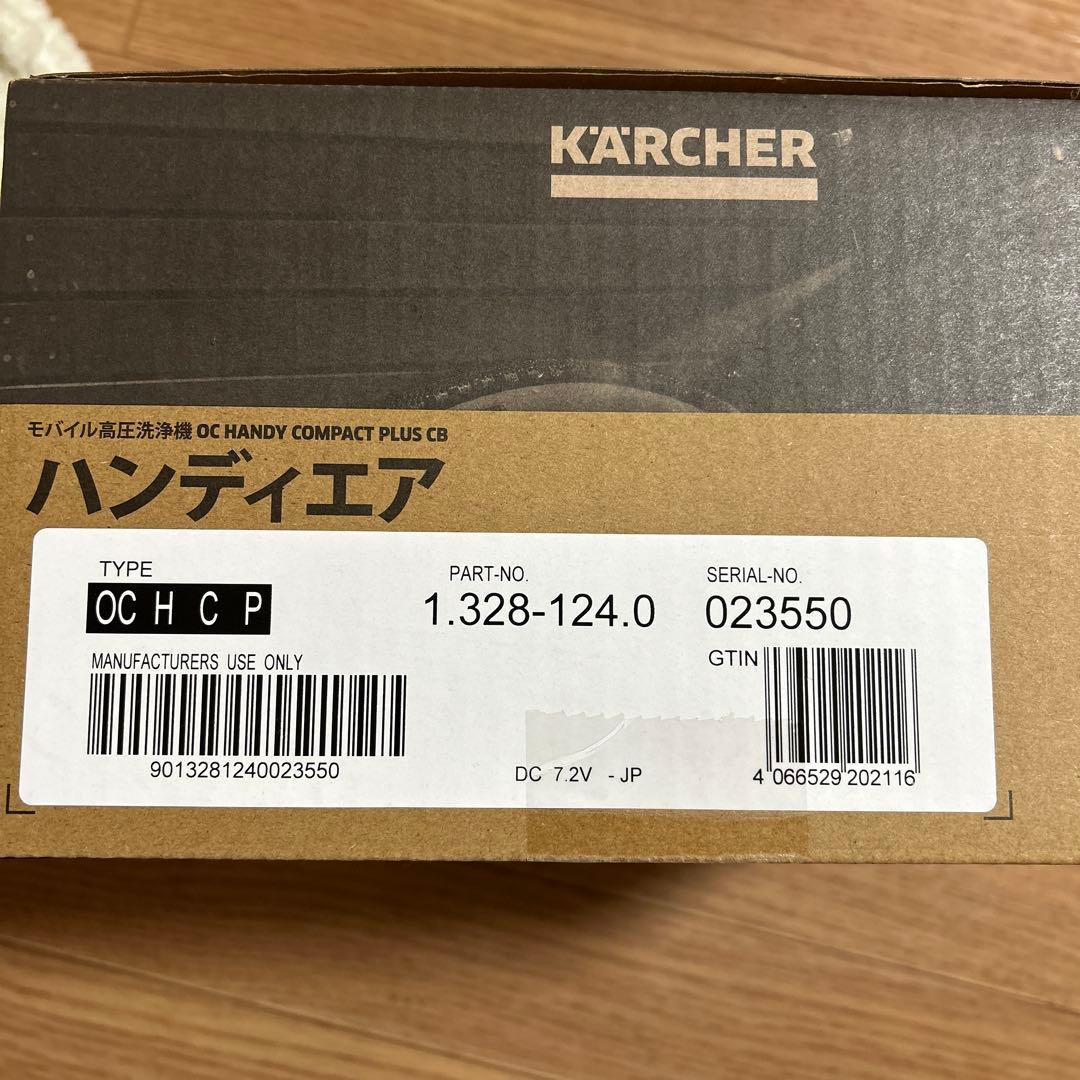 KÄRCHER
モバイル高圧洗浄機 OC HANDY COMPACT PLUS CB
ハンディエア
TYPE
OC H C P
PART-NO.
1.328-124.0
SERIAL-NO.
023550
MANUFACTURERS USE ONLY
9013281240023550
GTIN
4 066529 202116
DC 7.2V - JP